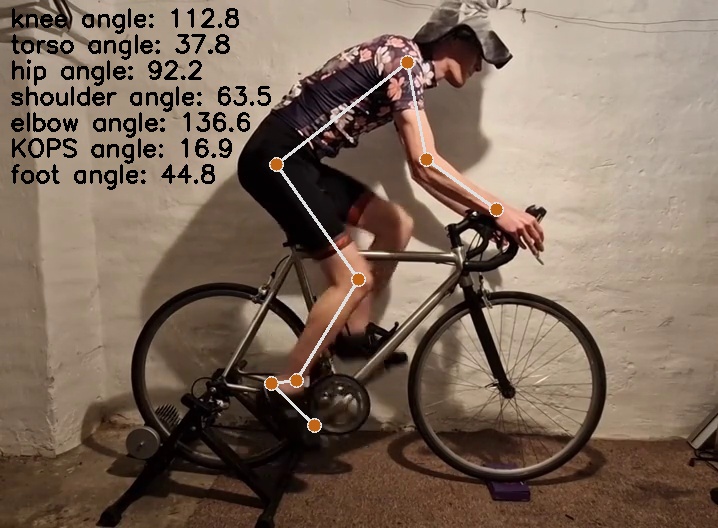 knee angle: 112.8
torso angle: 37.8
hip angle: 92.2
shoulder angle: 63.5
elbow angle: 136.6
KOPS angle: 16.9
foot angle: 44.8